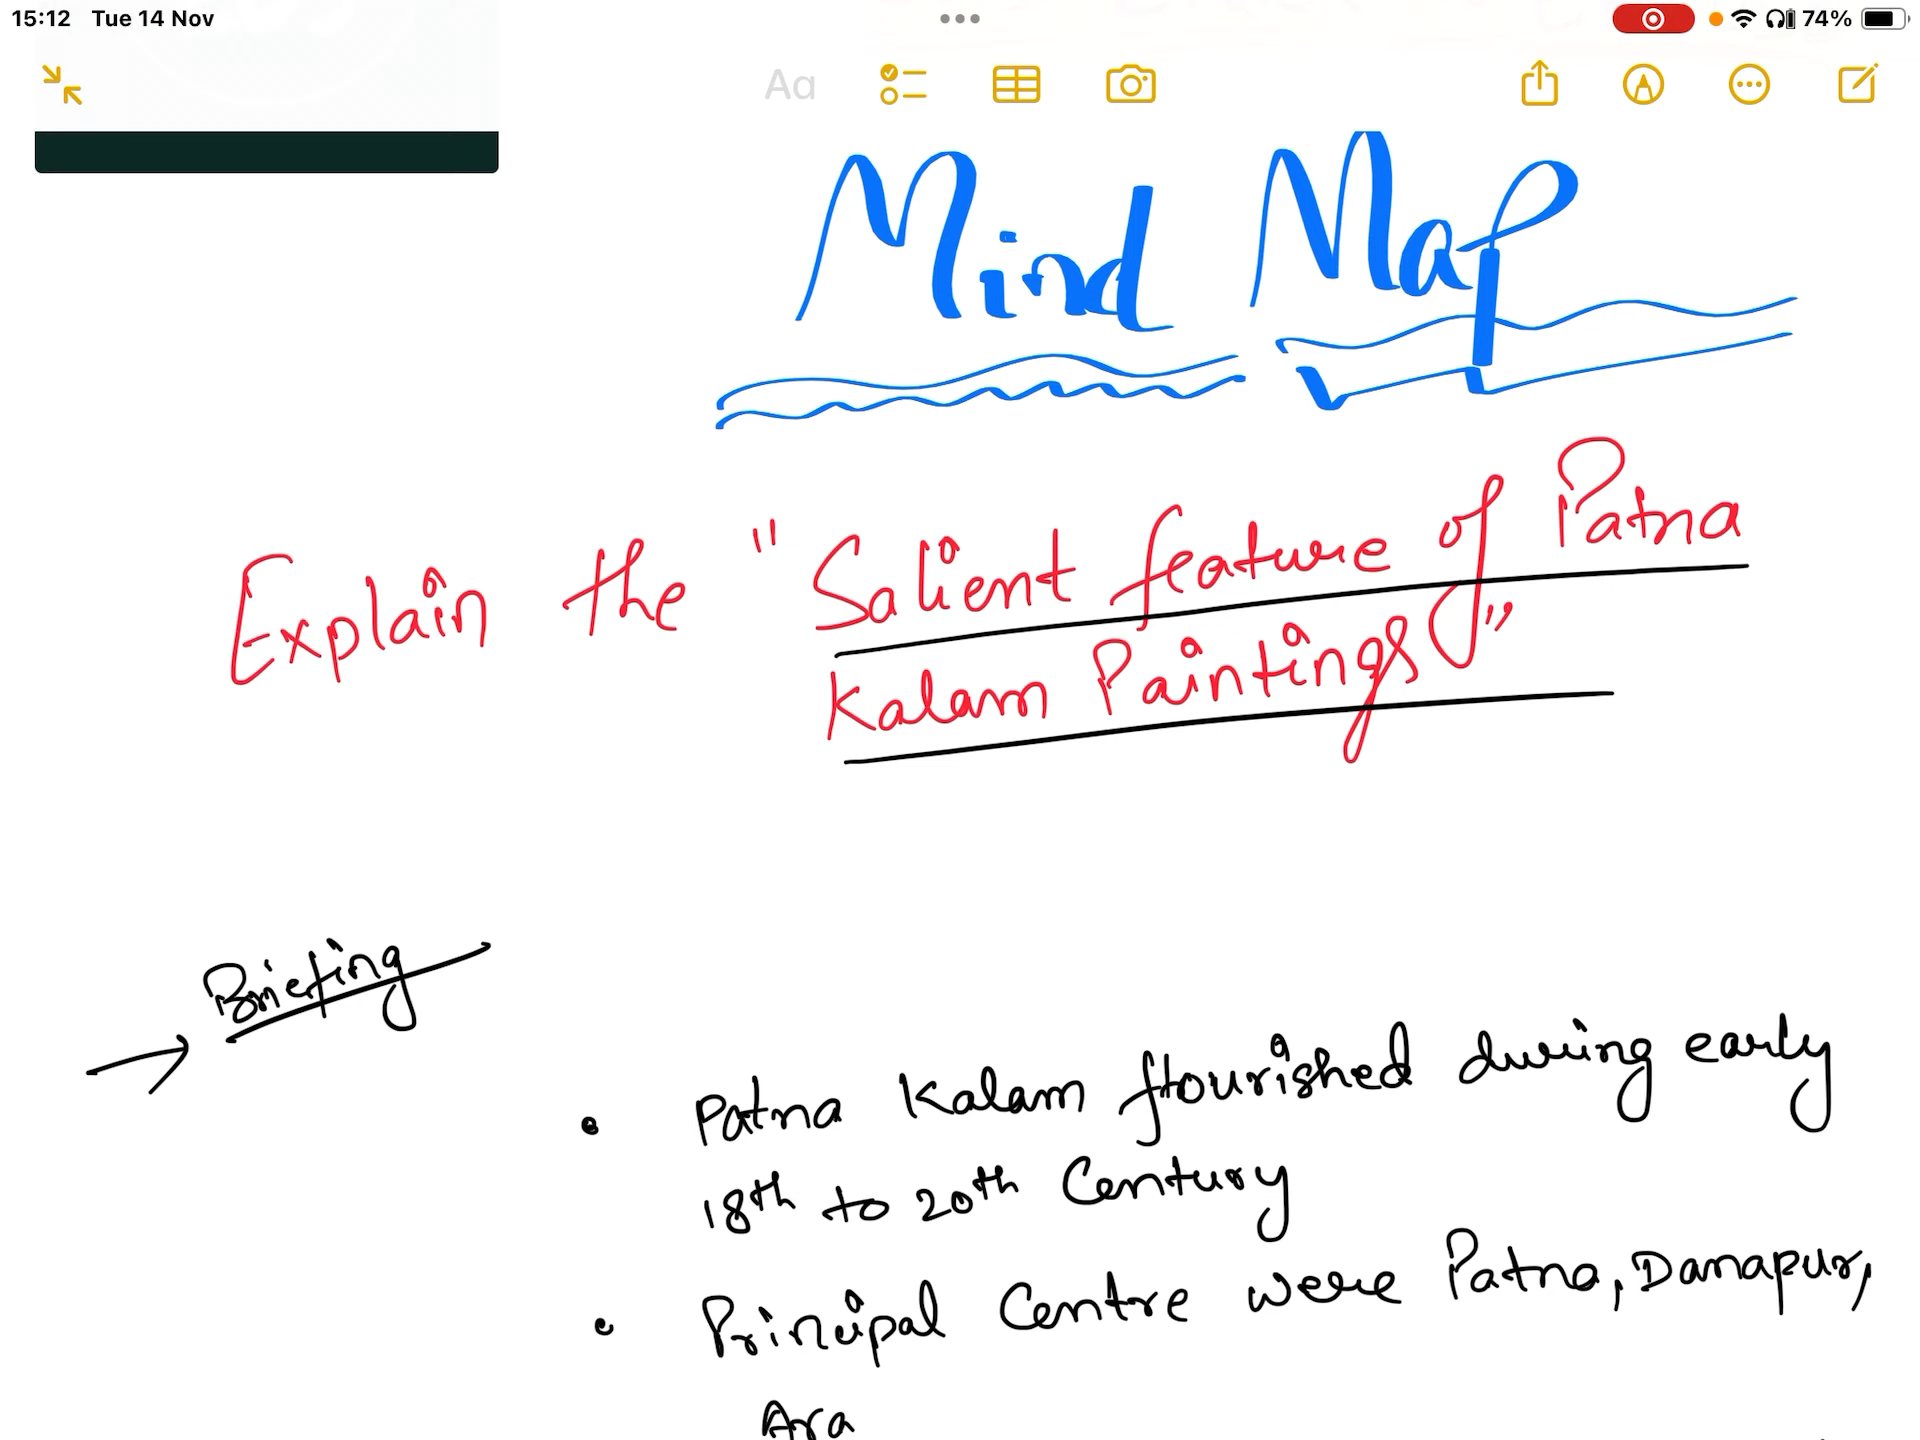 15:12 Tue 14 Nov
74%
Aa
Mind Map
Explain the "Salient feature of Patna
Kalam Paintings"
→ Briefing
• Patna Kalam flourished during early
18th to 20th Century
• Principal Centre were Patna, Danapur,
Ara